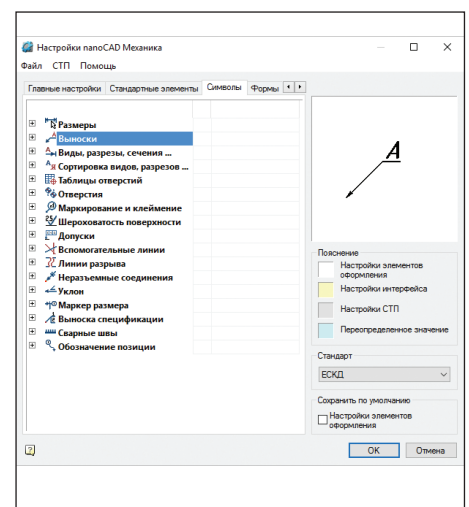 Настройки nanoCAD Механика
Файл СТП Помощь
Главные настройки Стандартные элементы Символы Формы
Размеры
Выноски
Виды, разрезы, сечения ...
Сортировка видов, разрезов ...
Таблицы отверстий
Отверстия
Маркирование и клеймение
Шероховатость поверхности
Допуски
Вспомогательные линии
Линии разрыва
Неразъемные соединения
Уклон
Маркер размера
Выноска спецификации
Сварные швы
Обозначение позиции
A
Пояснение
Настройки элементов
оформления
Настройки интерфейса
Настройки СТП
Переопределенное значение
Стандарт
ЕСКД
Сохранить по умолчанию
Настройки элементов
оформления
OK Отмена